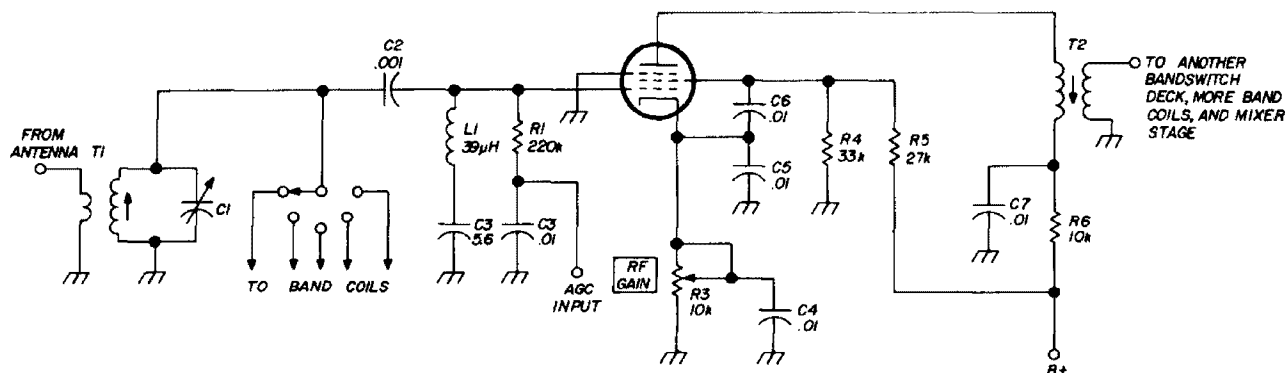 FROM
ANTENNA T1
C1
TO BAND COILS
C2
.001
L1
39µH
R1
220k
C3
5.6
C3
.01
AGC
INPUT
C6
.01
C5
.01
R4
33k
R5
27k
RF
GAIN
R3
10k
C4
.01
C7
.01
R6
10k
B+
T2
TO ANOTHER
BANDSWITCH
DECK, MORE BAND
COILS, AND MIXER
STAGE